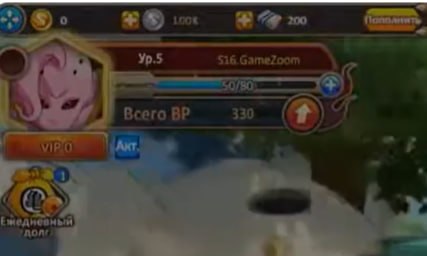 0
100K
200
Пополнить
Ур.5
S16.GameZoom
50/80
Всего BP
330
VIP 0
Акт.
1
Ежедневный
долг